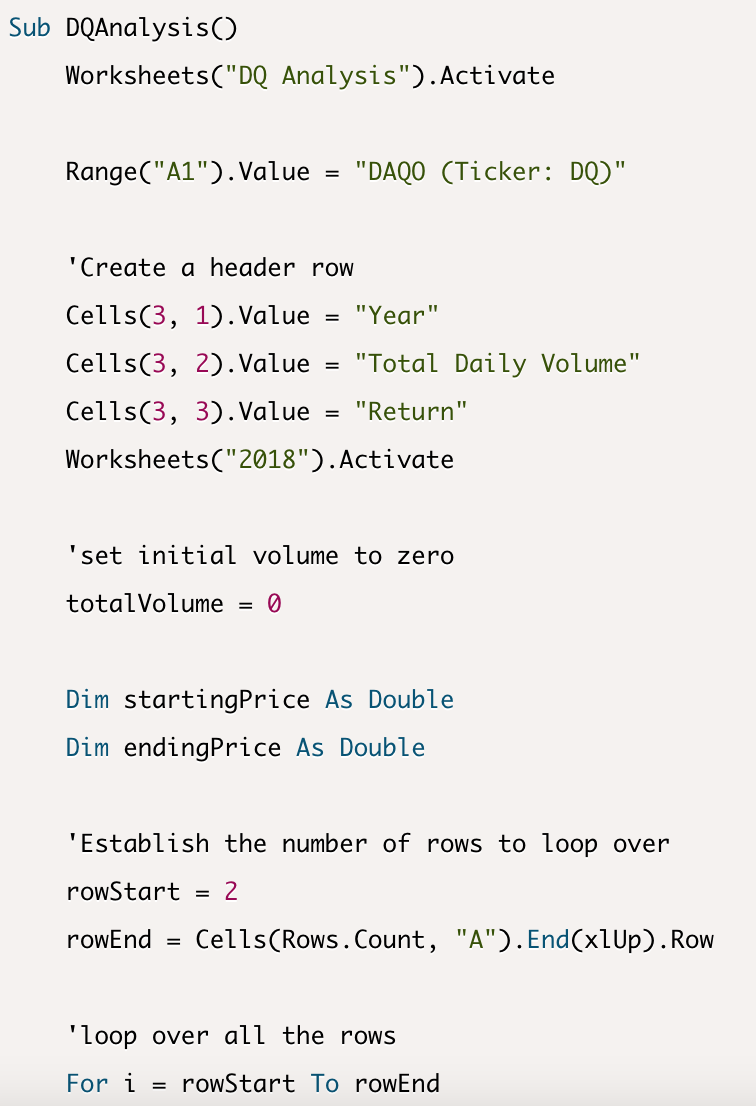 Sub DQAnalysis()
    Worksheets("DQ Analysis").Activate
    Range("A1").Value = "DAQO (Ticker: DQ)"
    'Create a header row
    Cells(3, 1).Value = "Year"
    Cells(3, 2).Value = "Total Daily Volume"
    Cells(3, 3).Value = "Return"
    Worksheets("2018").Activate
    'set initial volume to zero
    totalVolume = 0
    Dim startingPrice As Double
    Dim endingPrice As Double
    'Establish the number of rows to loop over
    rowStart = 2
    rowEnd = Cells(Rows.Count, "A").End(xlUp).Row
    'loop over all the rows
    For i = rowStart To rowEnd